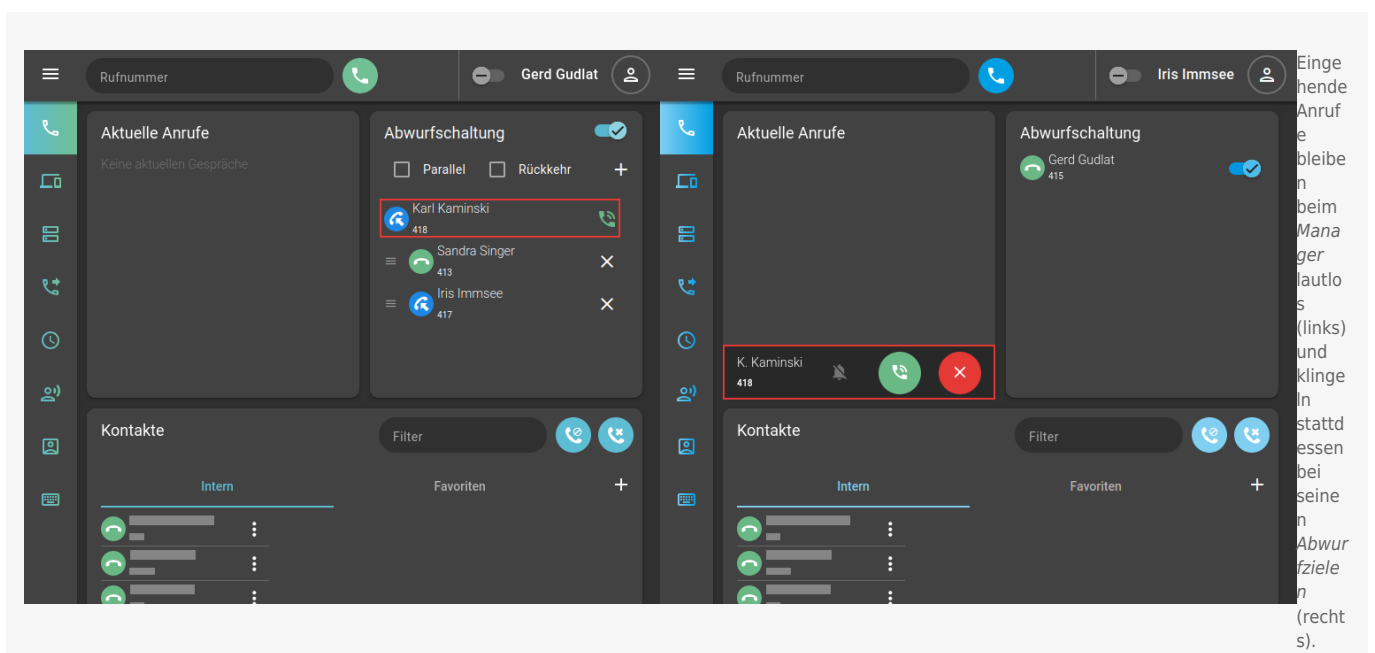 Rufnummer
Gerd Gudlat
Aktuelle Anrufe
Keine aktuellen Gespräche
Abwurfschaltung
Parallel
Rückkehr
Karl Kaminski
418
Sandra Singer
413
Iris Immsee
417
Kontakte
Filter
Intern
Favoriten
Rufnummer
Iris Immsee
Aktuelle Anrufe
K. Kaminski
418
Abwurfschaltung
Gerd Gudlat
415
Kontakte
Filter
Intern
Favoriten
Einge
hende
Anruf
e
bleibe
n
beim
Mana
ger
lautlo
s
(links)
und
klinge
ln
stattd
essen
bei
seine
n
Abwur
fziele
n
(recht
s).